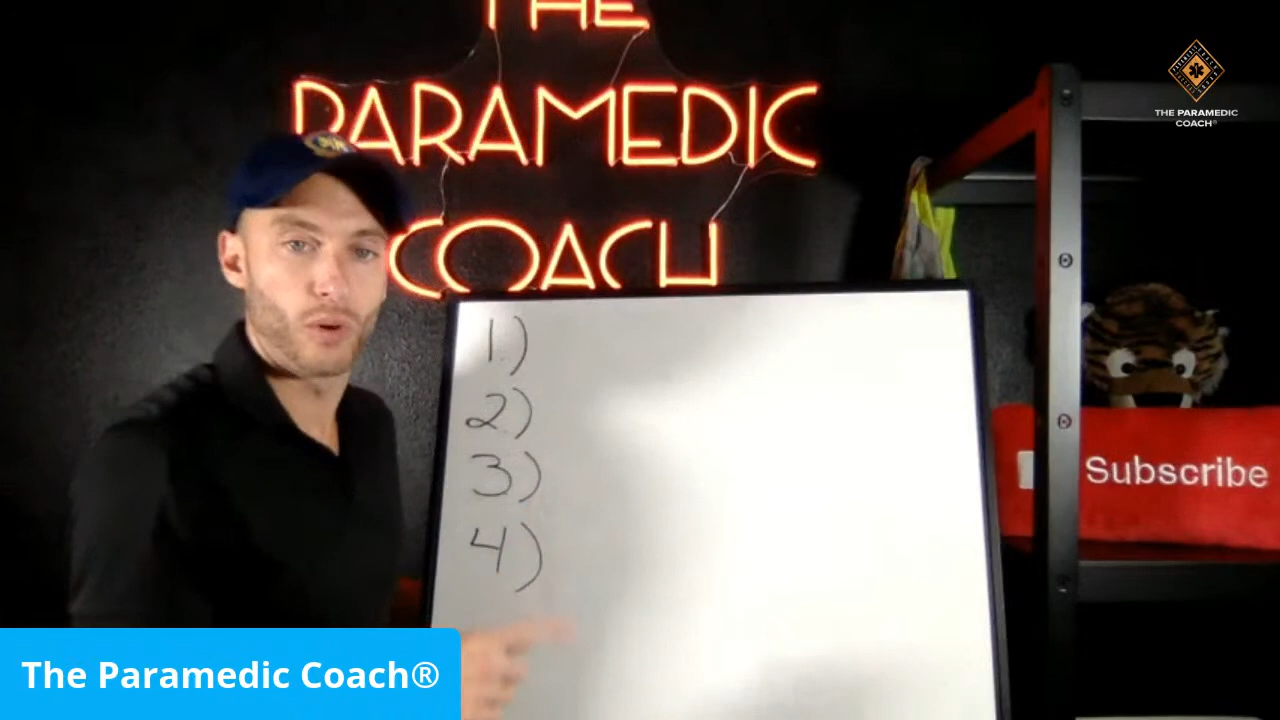 THE
PARAMEDIC
COACH
THE PARAMEDIC
COACH®
1.)
2.)
3)
4)
Subscribe
The Paramedic Coach®